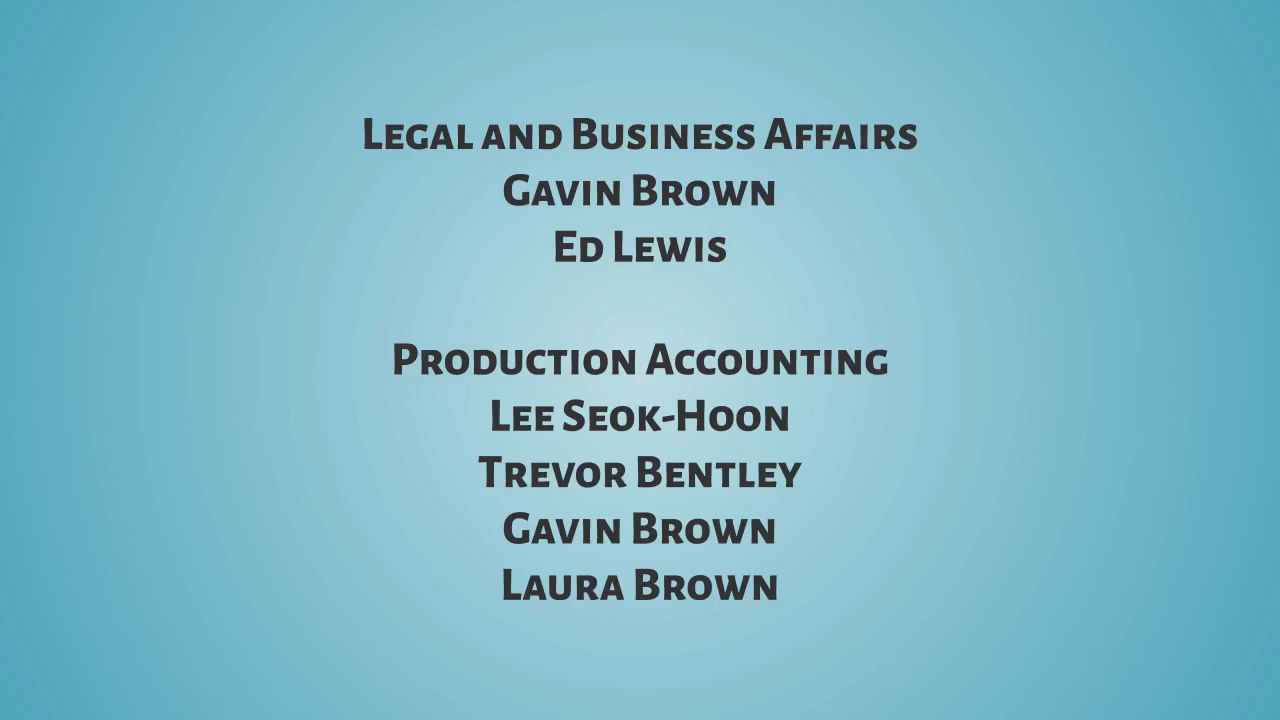 Legal and Business Affairs
Gavin Brown
Ed Lewis
Production Accounting
Lee Seok-Hoon
Trevor Bentley
Gavin Brown
Laura Brown